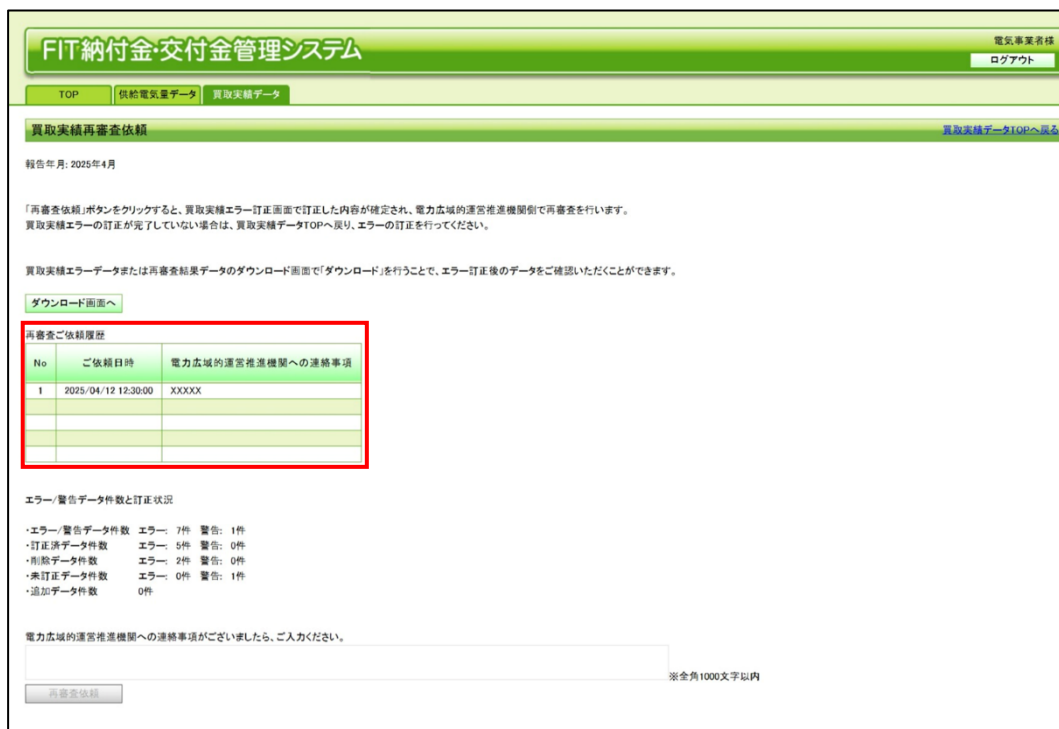 FIT納付金・交付金管理システム
電気事業者様
ログアウト
TOP 供給電気量データ 買取実績データ
買取実績再審査依頼 買取実績データTOPへ戻る
報告年月: 2025年4月
「再審査依頼」ボタンをクリックすると、買取実績エラー訂正画面で訂正した内容が確定され、電力広域的運営推進機関側で再審査を行います。
買取実績エラーの訂正が完了していない場合は、買取実績データTOPへ戻り、エラーの訂正を行ってください。
買取実績エラーデータまたは再審査結果データのダウンロード画面で「ダウンロード」を行うことで、エラー訂正後のデータをご確認いただくことができます。
ダウンロード画面へ
再審査ご依頼履歴
No ご依頼日時 電力広域的運営推進機関への連絡事項
1 2025/04/12 12:30:00 XXXXX
エラー/警告データ件数と訂正状況
・エラー/警告データ件数 エラー: 7件 警告: 1件
・訂正済データ件数 エラー: 5件 警告: 0件
・削除データ件数 エラー: 2件 警告: 0件
・未訂正データ件数 エラー: 0件 警告: 1件
・追加データ件数 0件
電力広域的運営推進機関への連絡事項がございましたら、ご入力ください。
※全角1000文字以内
再審査依頼